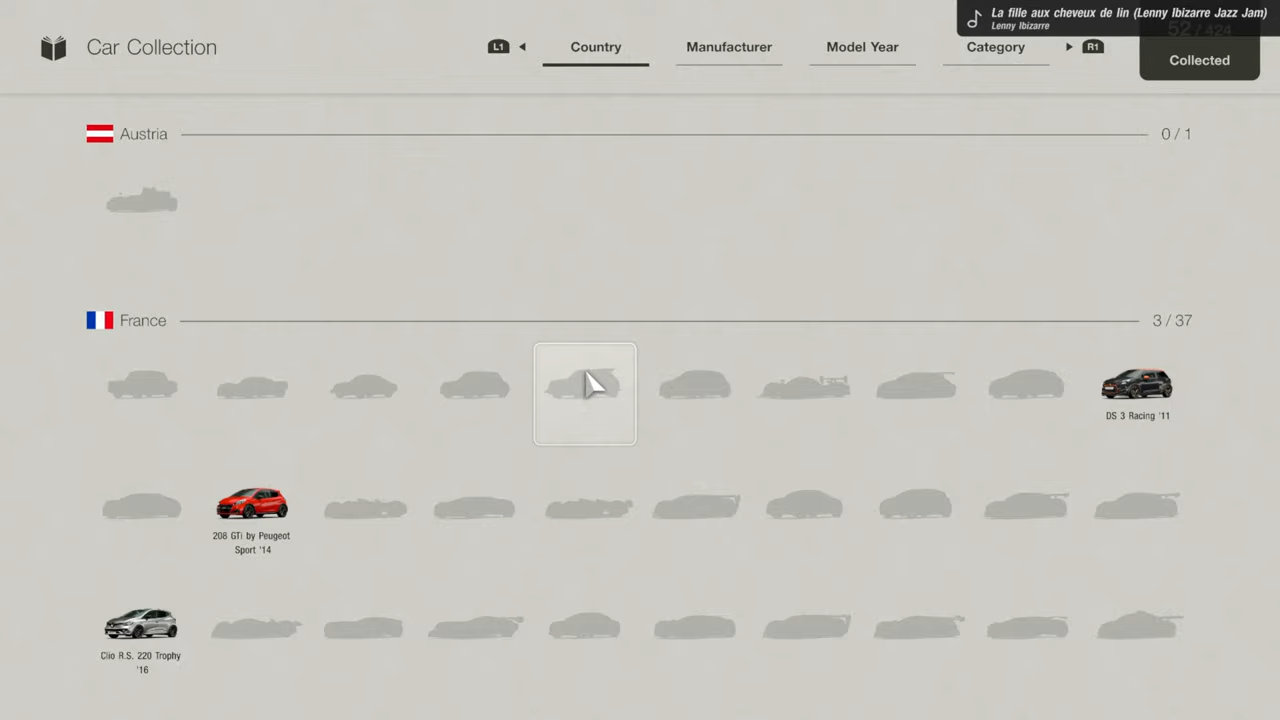 La fille aux cheveux de lin (Lenny Ibizarre Jazz Jam)
Lenny Ibizarre
Car Collection
L1
Country
Manufacturer
Model Year
Category
R1
52 / 424
Collected
Austria
0 / 1
France
3 / 37
DS 3 Racing '11
208 GTi by Peugeot
Sport '14
Clio R.S. 220 Trophy
'16